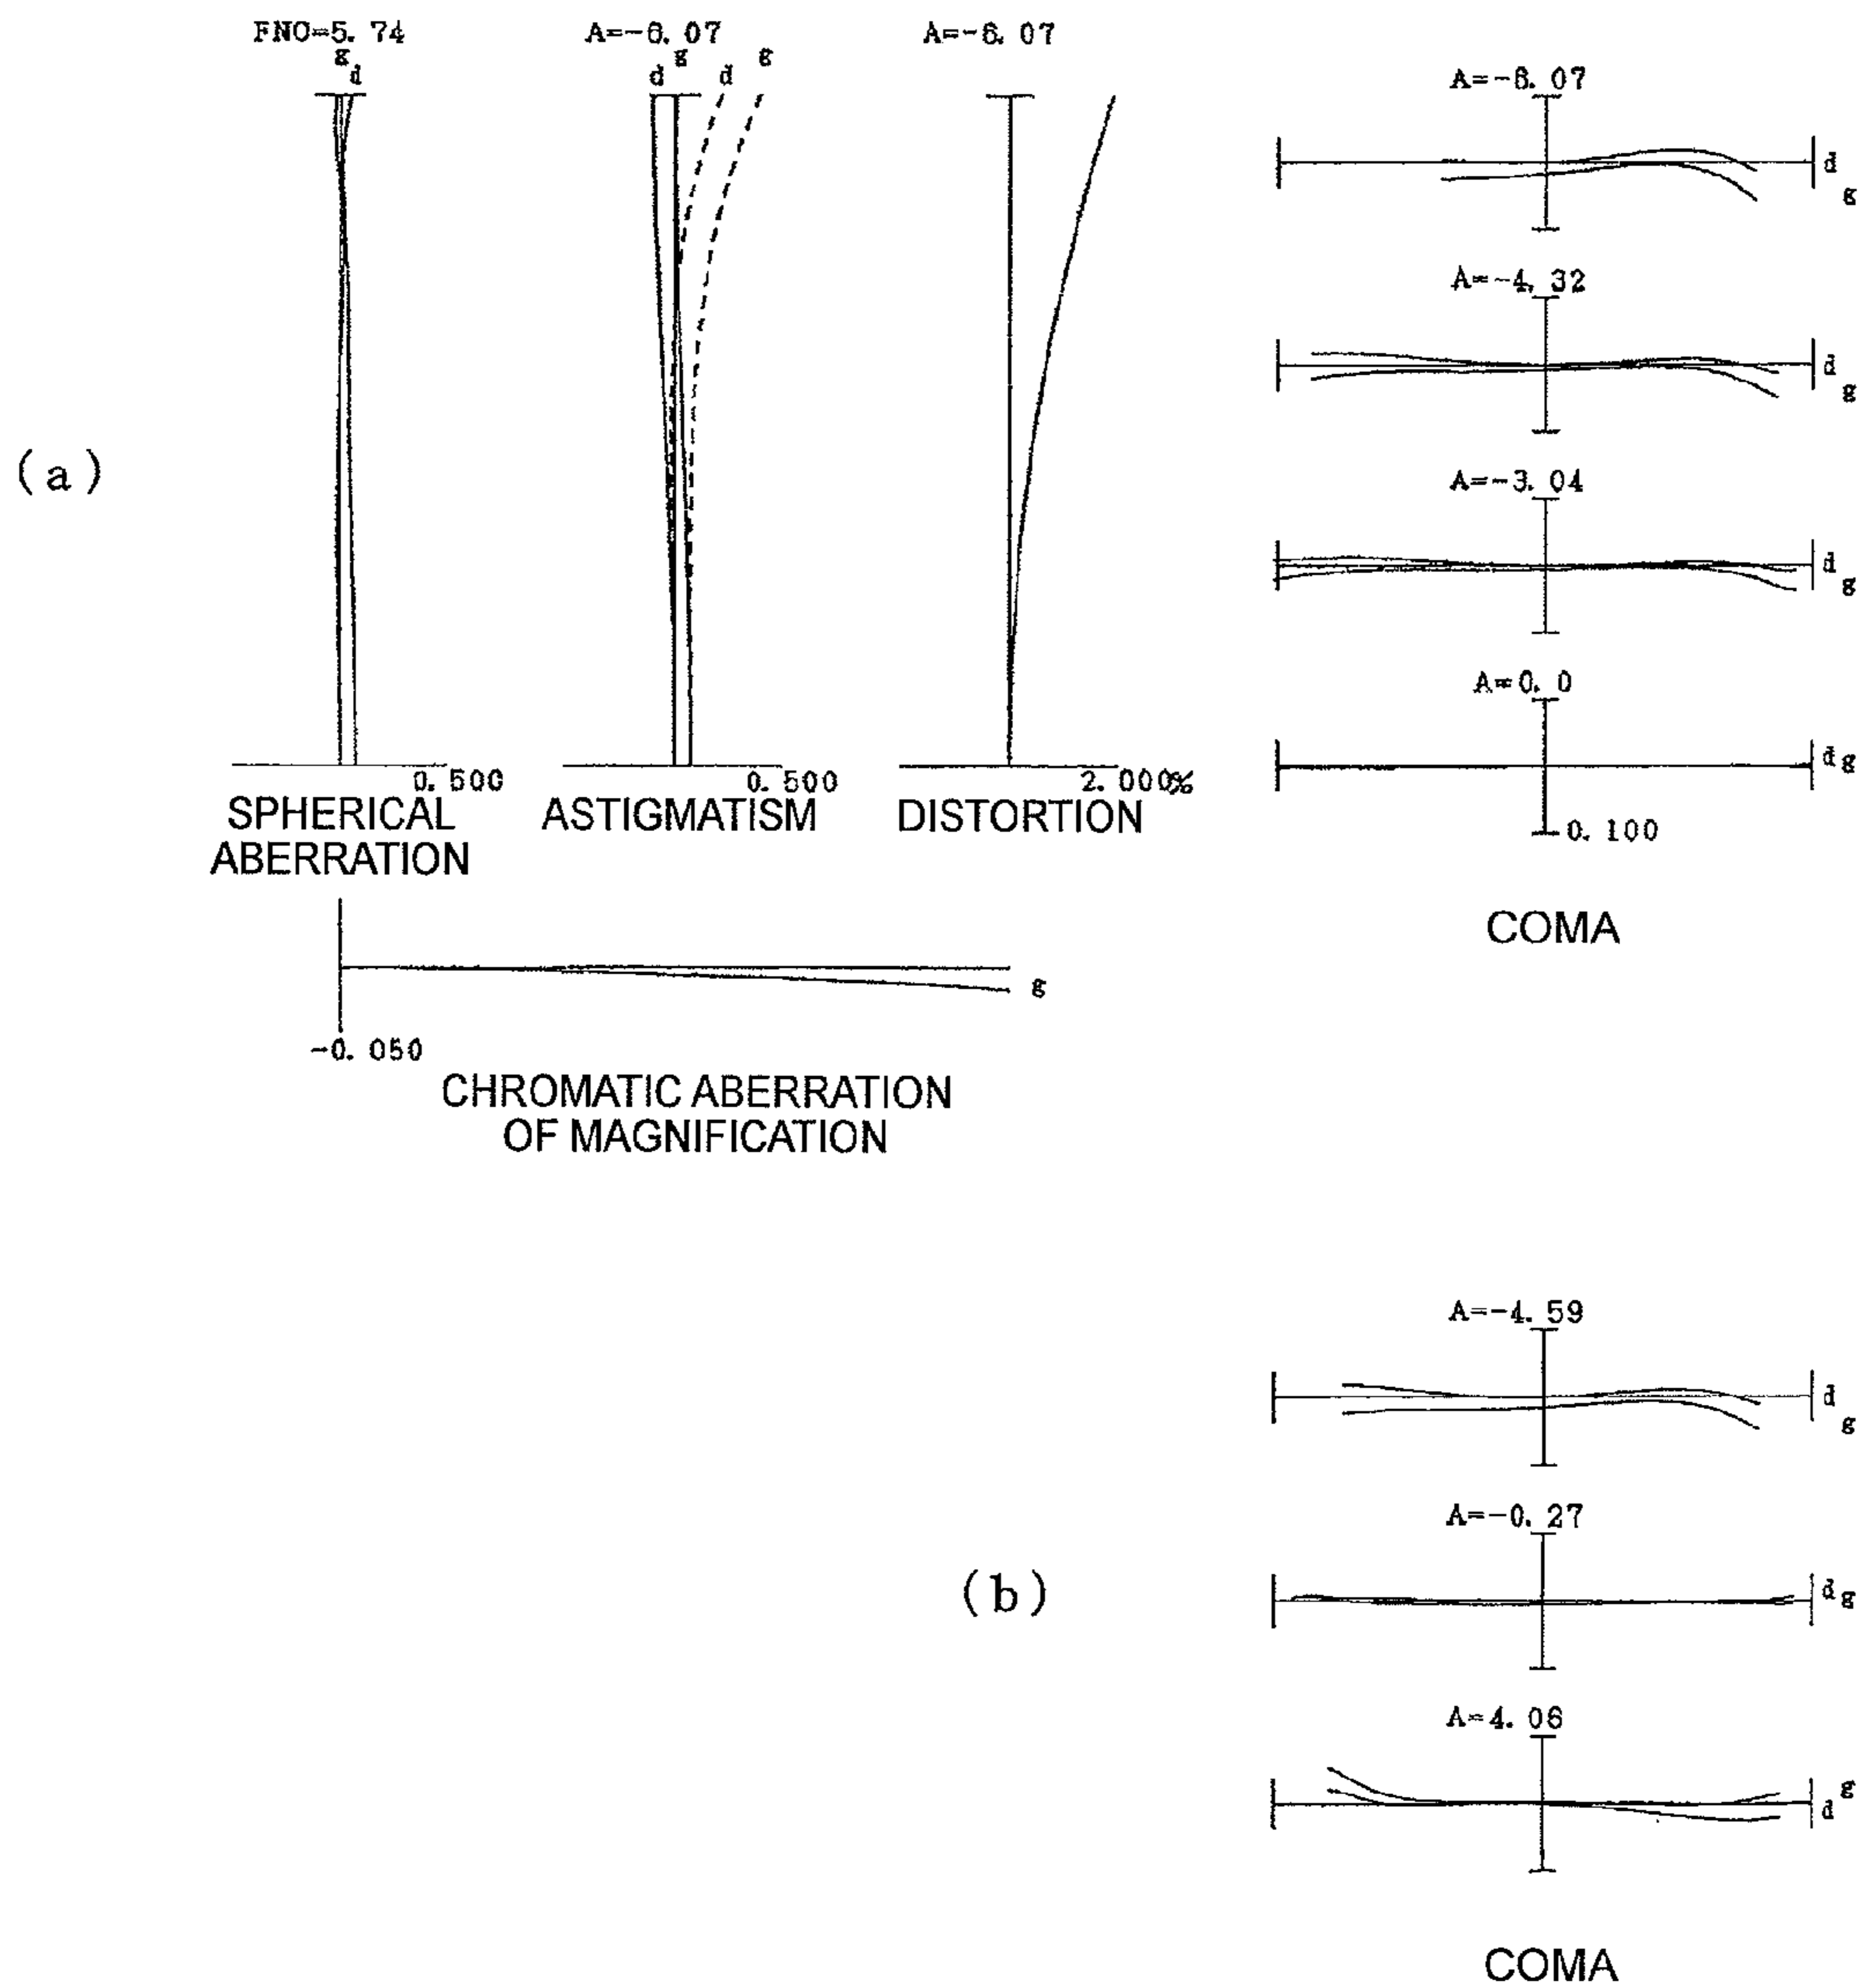 (a)
FNO=5.74
g
d
A=-6.07
d g d g
A=-6.07
0.500
SPHERICAL
ABERRATION
0.500
ASTIGMATISM
2.000%
DISTORTION
g
-0.050
CHROMATIC ABERRATION
OF MAGNIFICATION
A=-6.07
d
g
A=-4.32
d
g
A=-3.04
d
g
A=0.0
d g
0.100
COMA
(b)
A=-4.59
d
g
A=-0.27
d g
A=4.06
g
d
COMA